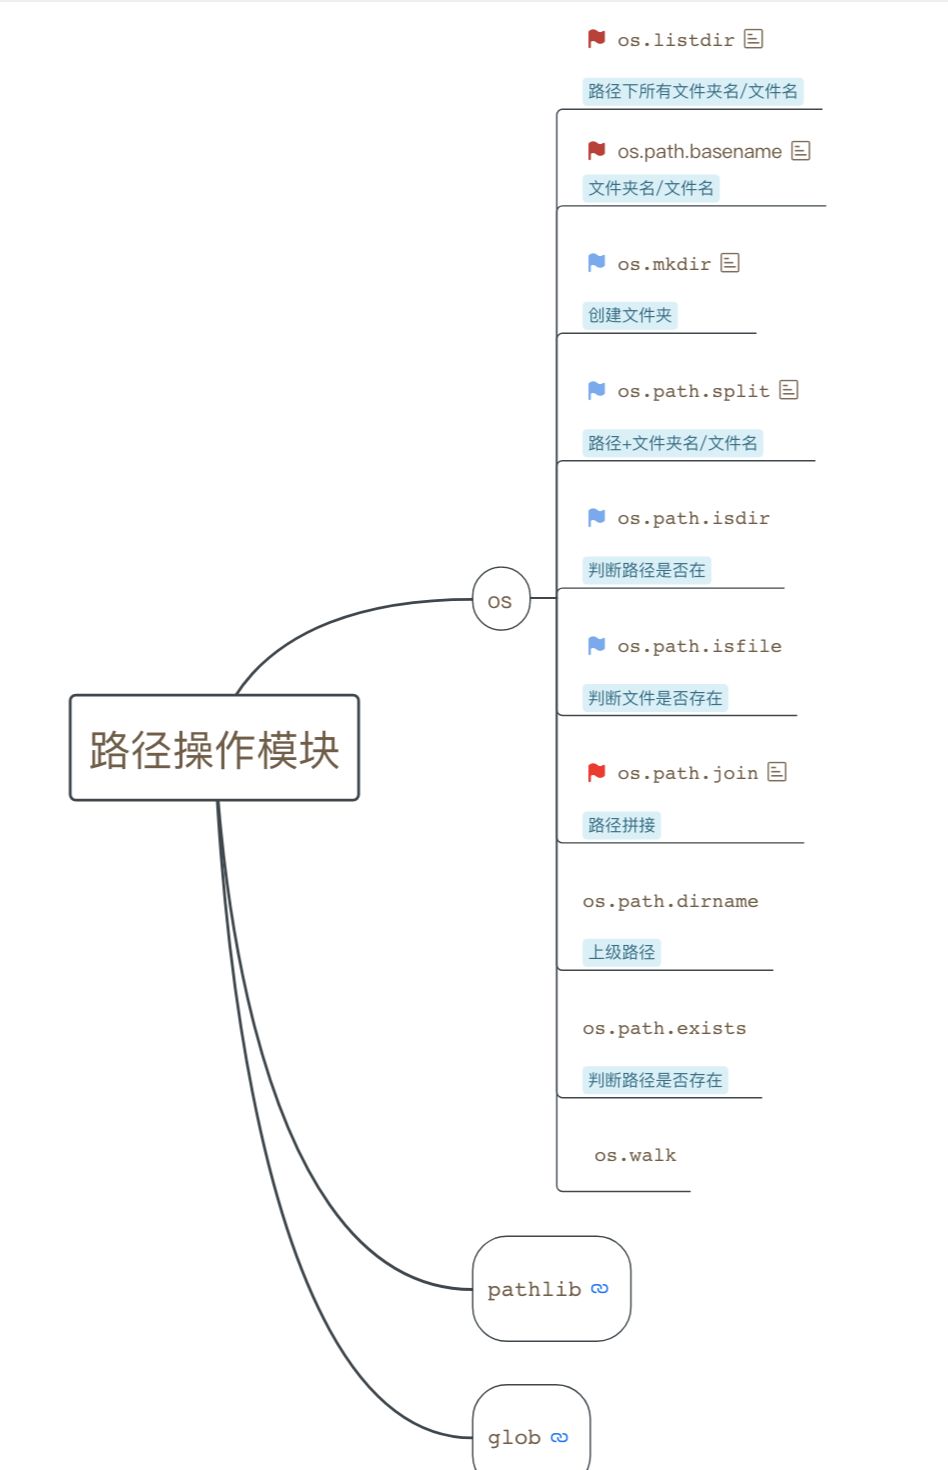 os.listdir
路径下所有文件夹名/文件名
os.path.basename
文件夹名/文件名
os.mkdir
创建文件夹
os.path.split
路径+文件夹名/文件名
os.path.isdir
判断路径是否在
os
os.path.isfile
判断文件是否存在
路径操作模块
os.path.join
路径拼接
os.path.dirname
上级路径
os.path.exists
判断路径是否存在
os.walk
pathlib
glob